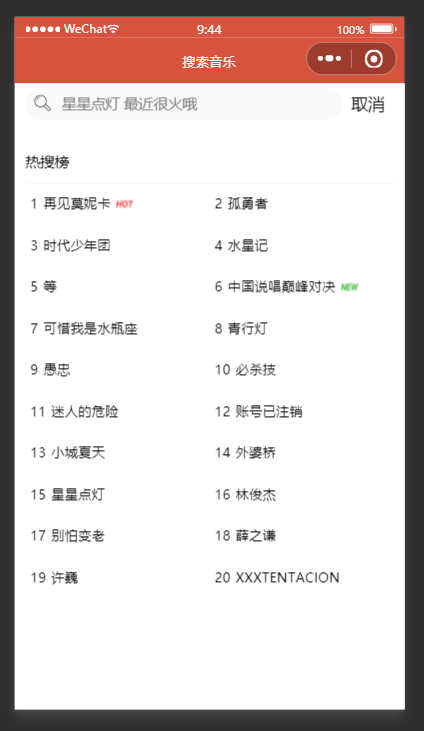 WeChat 9:44 100%
搜索音乐
星星点灯 最近很火哦 取消
热搜榜
1 再见莫妮卡 HOT 2 孤勇者
3 时代少年团 4 水星记
5 等 6 中国说唱巅峰对决 NEW
7 可惜我是水瓶座 8 青行灯
9 愚忠 10 必杀技
11 迷人的危险 12 账号已注销
13 小城夏天 14 外婆桥
15 星星点灯 16 林俊杰
17 别怕变老 18 薛之谦
19 许巍 20 XXXTENTACION